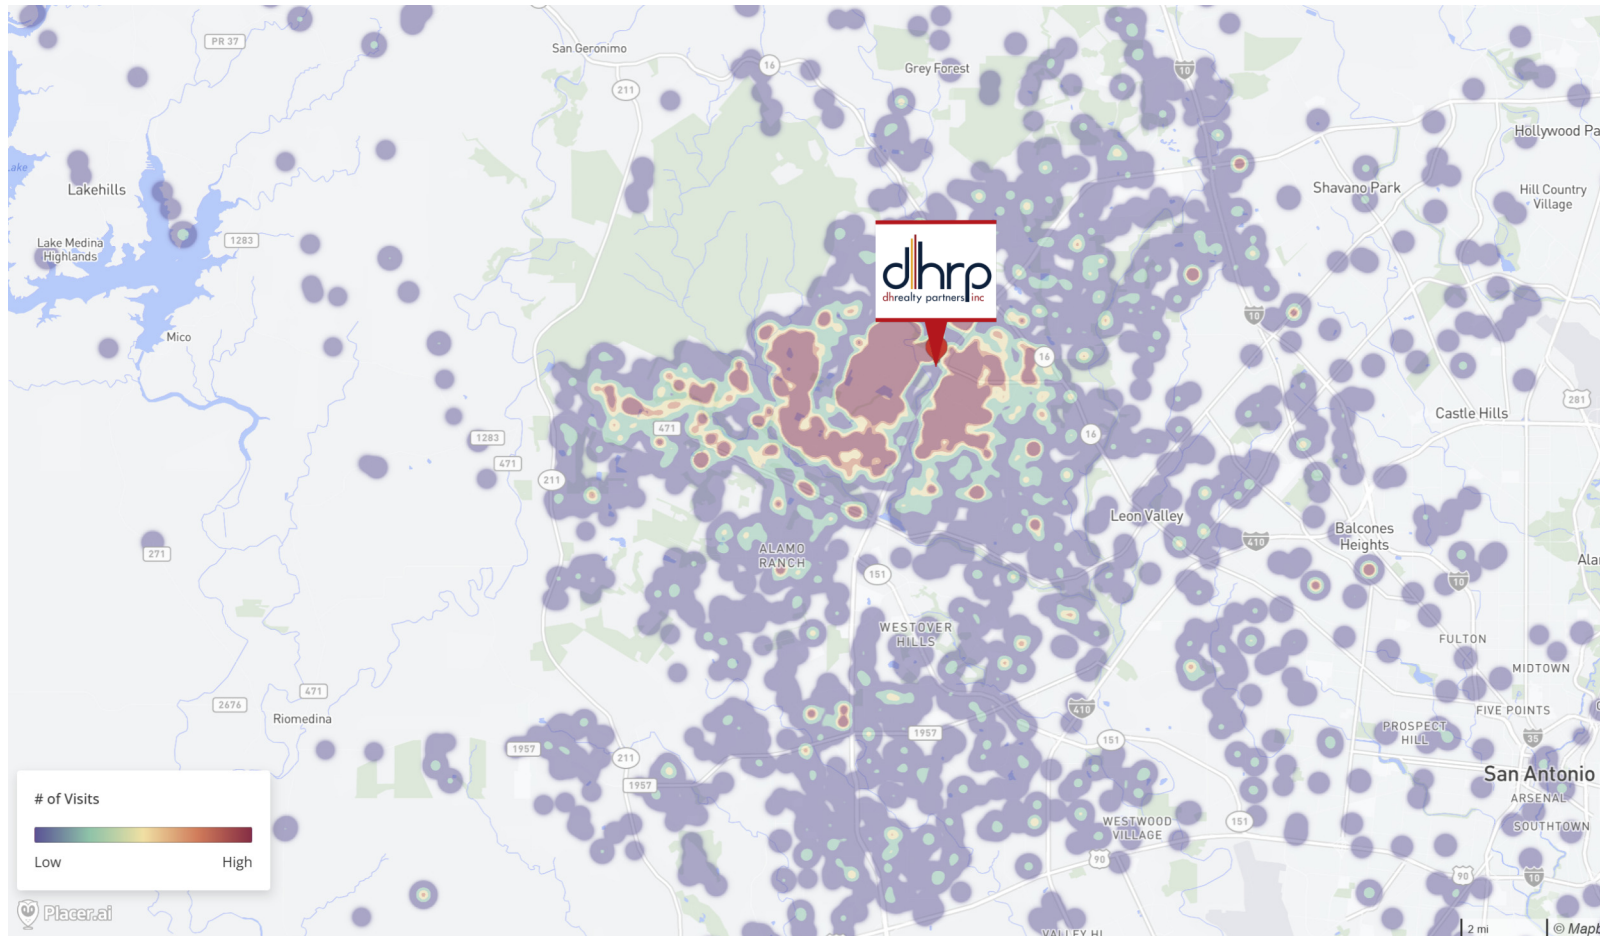 PR 37
San Geronimo
16
211
Grey Forest
10
Hollywood Pa
Lake
Lakehills
Shavano Park
Hill Country
Village
Lake Medina
Highlands
1283
dhrp
dhrealty partners inc
10
Mico
16
281
Castle Hills
471
1283
471
16
211
Leon Valley
Balcones
Heights
410
271
ALAMO
RANCH
Ala
151
10
WESTOVER
HILLS
FULTON
MIDTOWN
471
2676
410
FIVE POINTS
Riomedina
PROSPECT
HILL
1957
1957
151
35
211
1957
San Antonio
# of Visits
ARSENAL
WESTWOOD
VILLAGE
151
SOUTHTOWN
Low
High
90
90
10
Placer.ai
2 mi
© Mapb
VALLEY HI